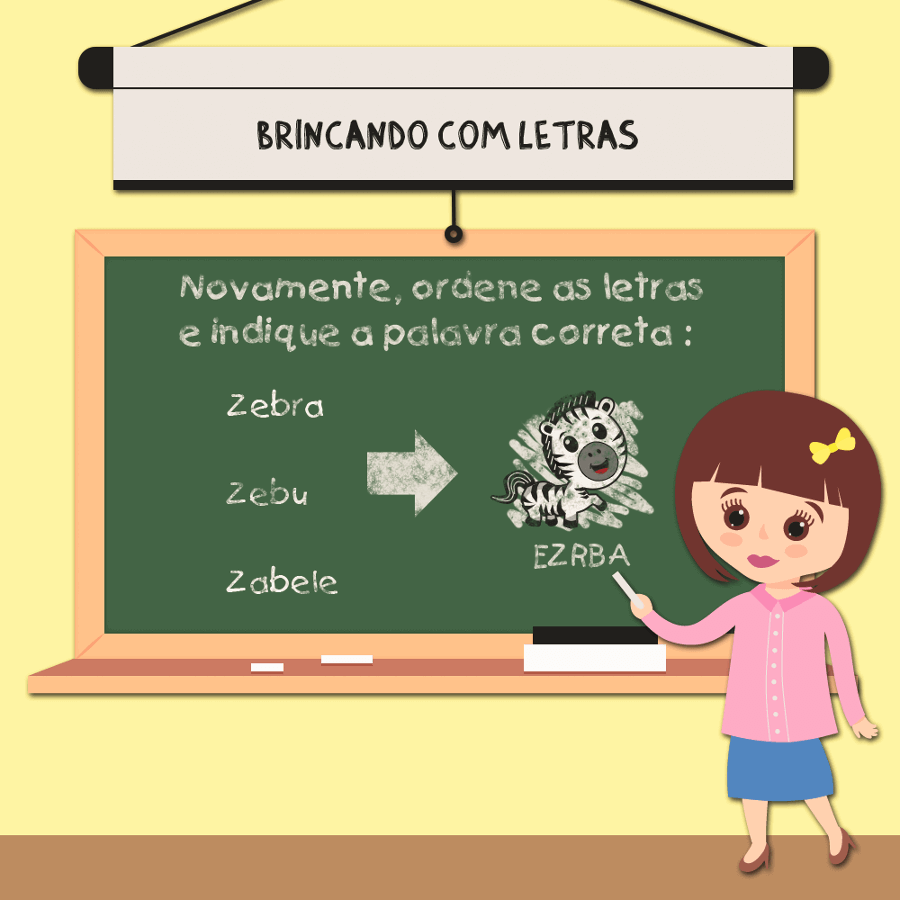 BRINCANDO COM LETRAS
Novamente, ordene as letras
e indique a palavra correta :
Zebra
Zebu
Zabele
EZRBA